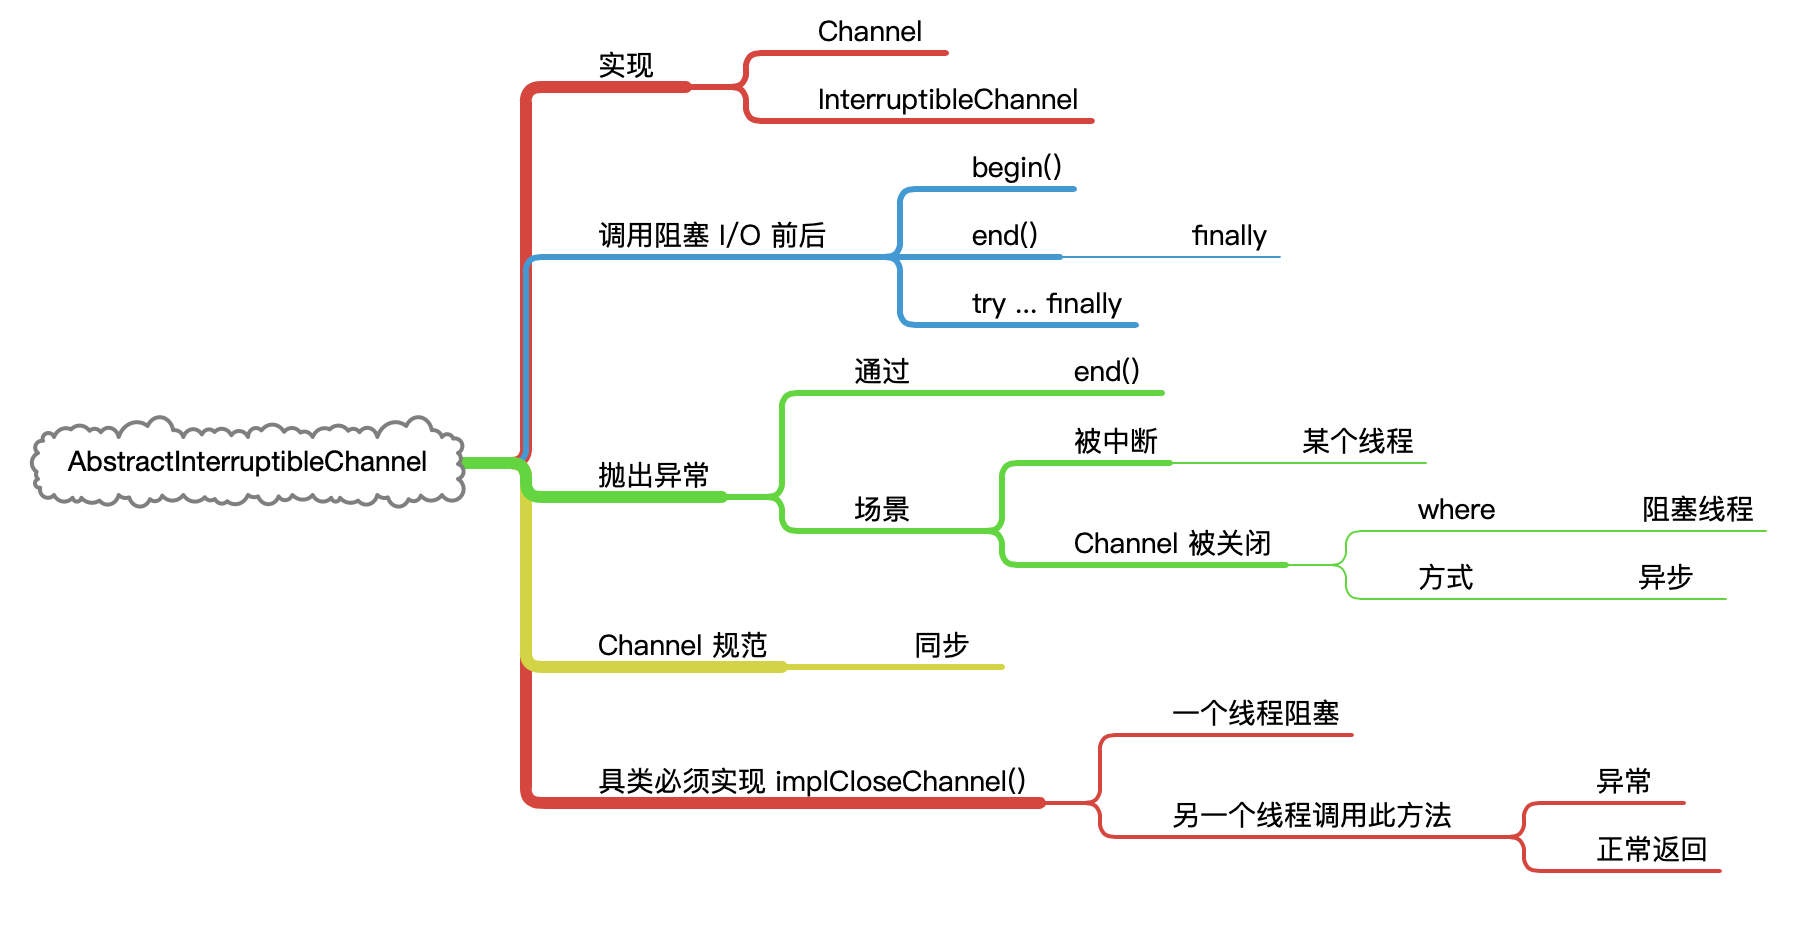 AbstractInterruptibleChannel
实现
Channel
InterruptibleChannel
调用阻塞 I/O 前后
begin()
end()
finally
try ... finally
抛出异常
通过
end()
场景
被中断
某个线程
Channel 被关闭
where
阻塞线程
方式
异步
Channel 规范
同步
具类必须实现 implCloseChannel()
一个线程阻塞
另一个线程调用此方法
异常
正常返回